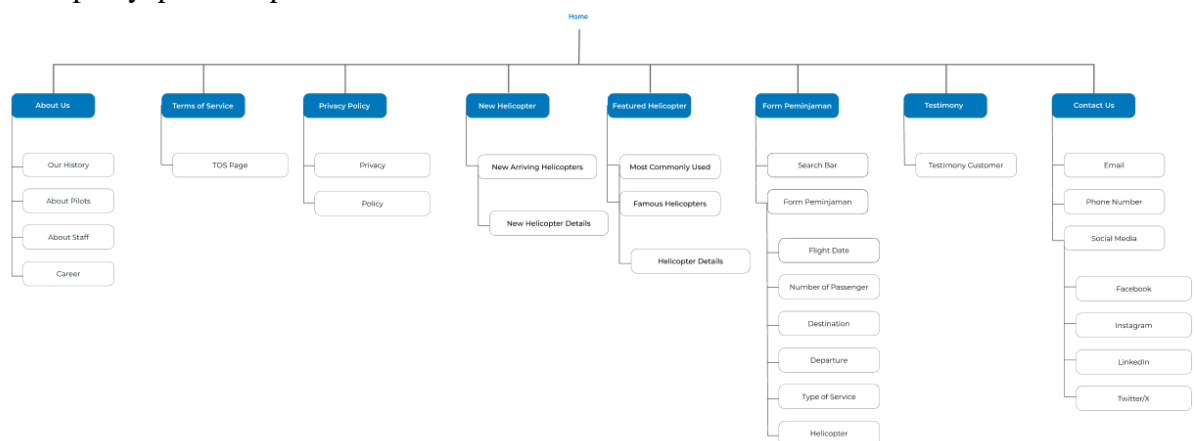 Home
About Us
Terms of Service
Privacy Policy
New Helicopter
Featured Helicopter
Form Peminjaman
Testimony
Contact Us
Our History
About Pilots
About Staff
Career
TOS Page
Privacy
Policy
New Arriving Helicopters
New Helicopter Details
Most Commonly Used
Famous Helicopters
Helicopter Details
Search Bar
Form Peminjaman
Flight Date
Number of Passenger
Destination
Departure
Type of Service
Helicopter
Testimony Customer
Email
Phone Number
Social Media
Facebook
Instagram
LinkedIn
Twitter/X